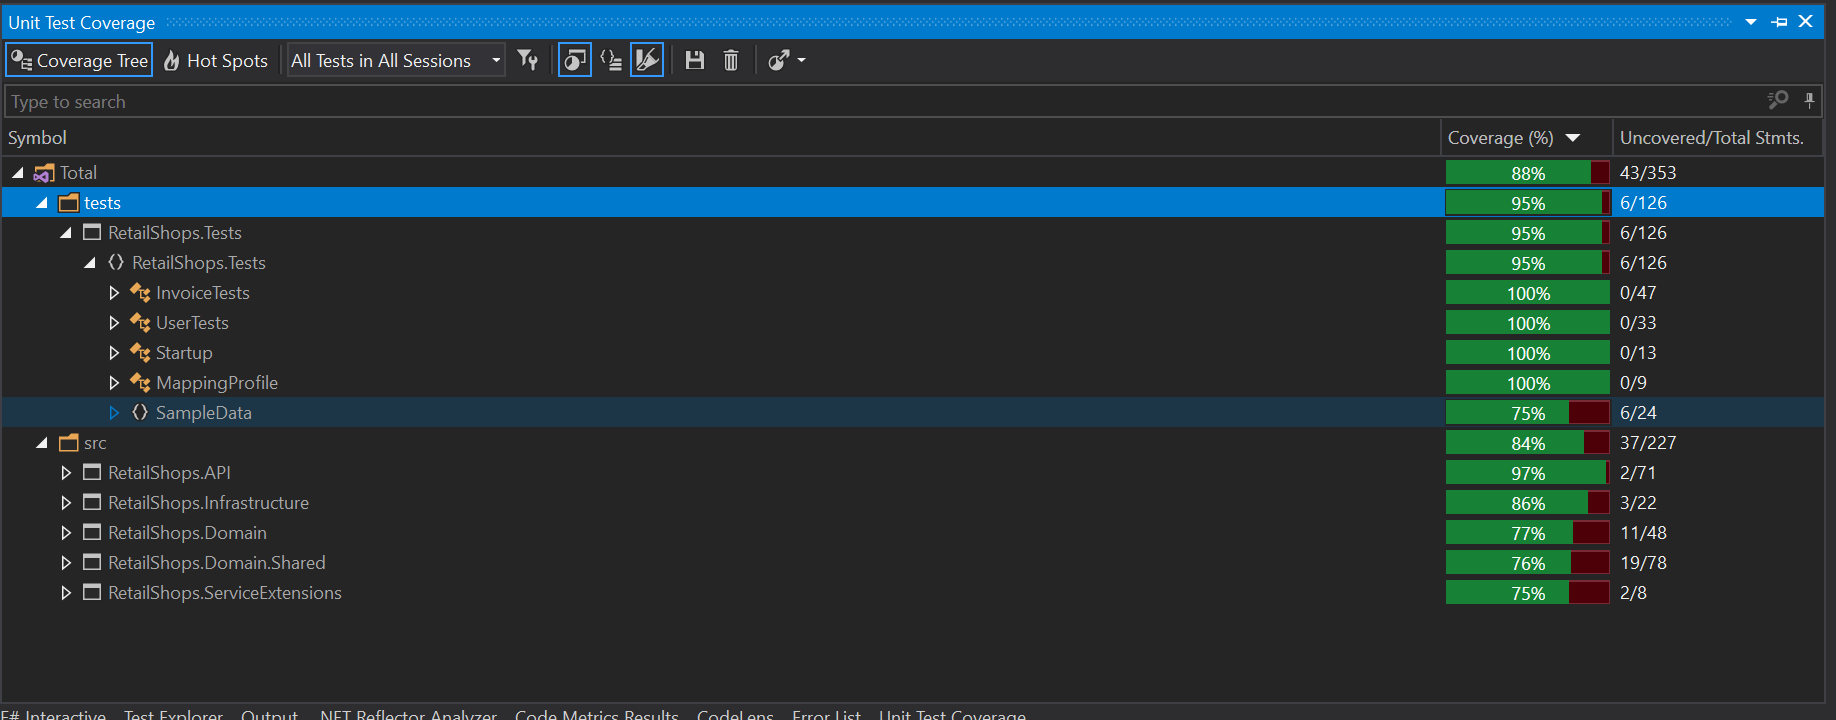 Unit Test Coverage
Coverage Tree Hot Spots All Tests in All Sessions
Type to search
Symbol Coverage (%) Uncovered/Total Stmts.
Total 88% 43/353
tests 95% 6/126
RetailShops.Tests 95% 6/126
RetailShops.Tests 95% 6/126
InvoiceTests 100% 0/47
UserTests 100% 0/33
Startup 100% 0/13
MappingProfile 100% 0/9
SampleData 75% 6/24
src 84% 37/227
RetailShops.API 97% 2/71
RetailShops.Infrastructure 86% 3/22
RetailShops.Domain 77% 11/48
RetailShops.Domain.Shared 76% 19/78
RetailShops.ServiceExtensions 75% 2/8
F# Interactive Test Explorer Output .NET Reflector Analyzer Code Metrics Results CodeLens Error List Unit Test Coverage